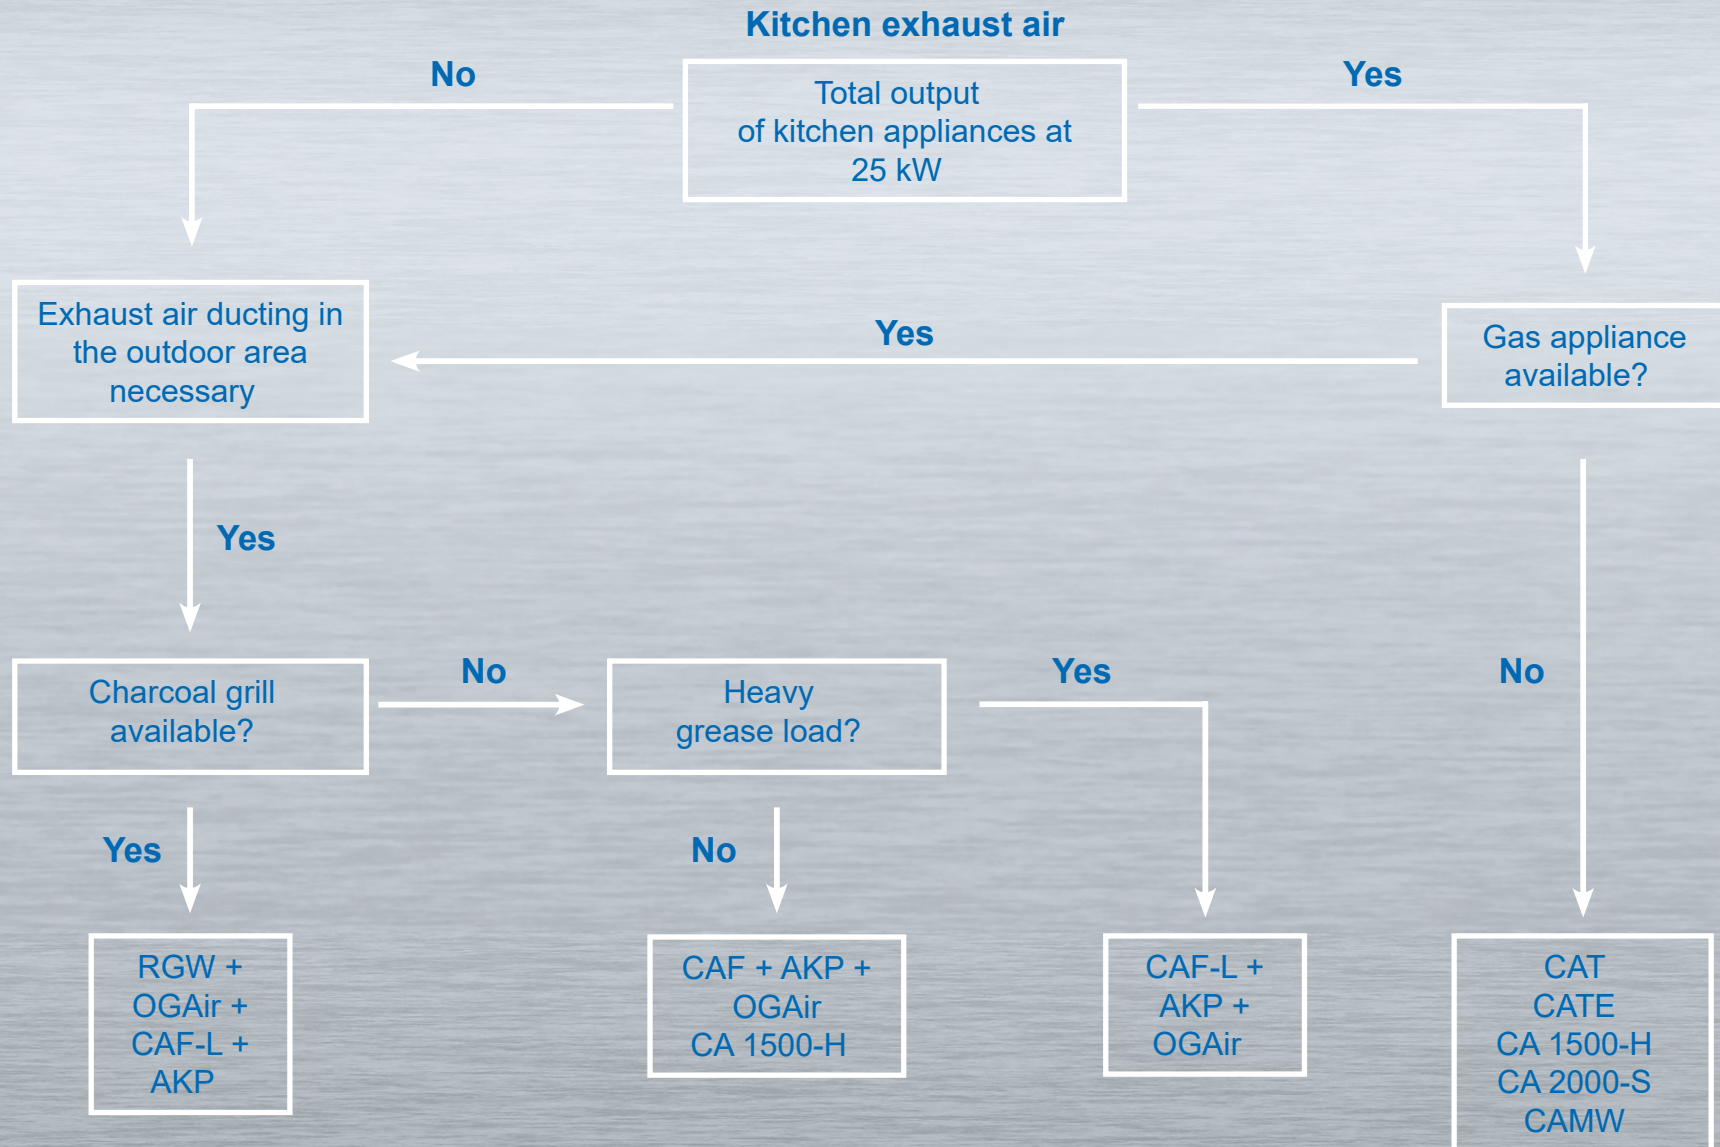 Kitchen exhaust air
No
Total output
of kitchen appliances at
25 kW
Yes
Exhaust air ducting in
the outdoor area
necessary
Yes
Gas appliance
available?
Yes
Charcoal grill
available?
No
Heavy
grease load?
Yes
No
Yes
No
RGW +
OGAir +
CAF-L +
AKP
CAF + AKP +
OGAir
CA 1500-H
CAF-L +
AKP +
OGAir
CAT
CATE
CA 1500-H
CA 2000-S
CAMW